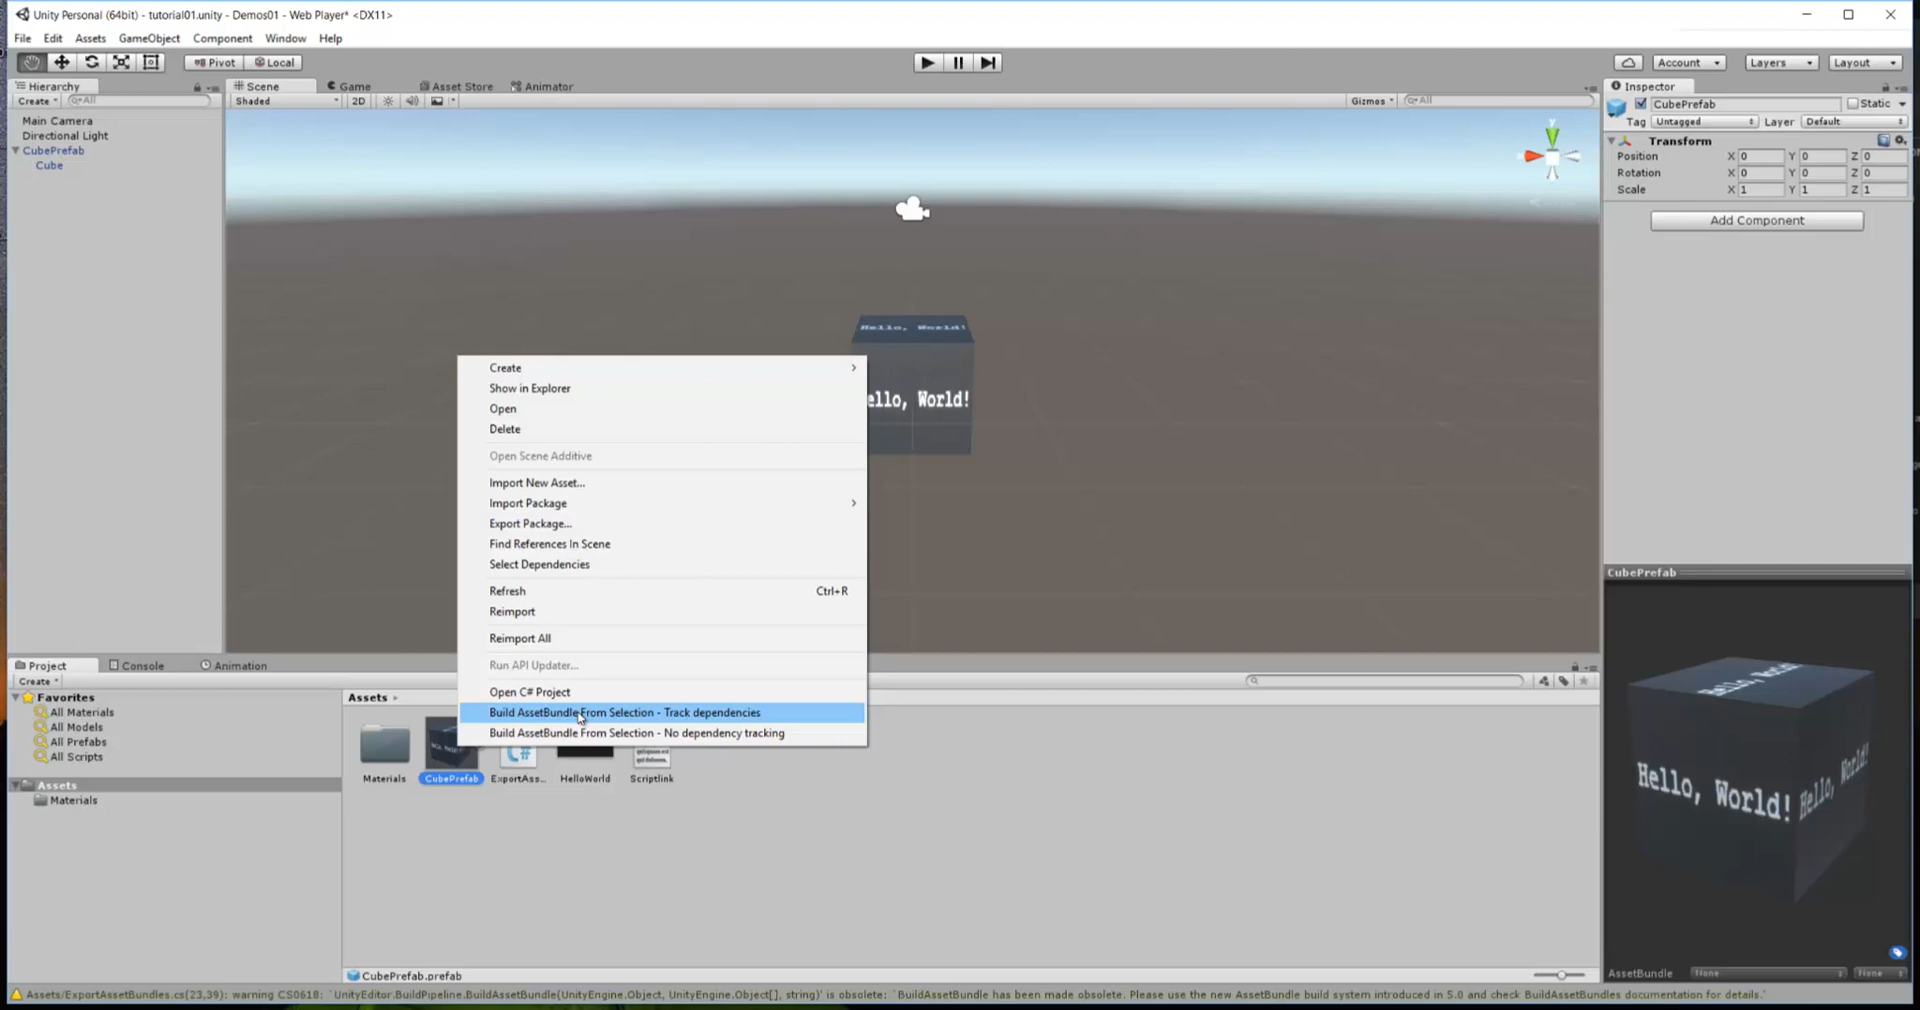 Unity Personal (64bit) - tutorial01.unity - Demos01 - Web Player* <DX11>
File Edit Assets GameObject Component Window Help
Pivot Local Account Layers Layout
Hierarchy
Create All
Main Camera
Directional Light
CubePrefab
Cube
Scene Game Asset Store Animator
Shaded 2D Gizmos All
Hello, World!
ello, World!
Create
Show in Explorer
Open
Delete
Open Scene Additive
Import New Asset...
Import Package
Export Package...
Find References In Scene
Select Dependencies
Refresh Ctrl+R
Reimport
Reimport All
Run API Updater...
Open C# Project
Build AssetBundle From Selection - Track dependencies
Build AssetBundle From Selection - No dependency tracking
Inspector
CubePrefab Static
Tag Untagged Layer Default
Transform
Position X 0 Y 0 Z 0
Rotation X 0 Y 0 Z 0
Scale X 1 Y 1 Z 1
Add Component
Project Console Animation
Create
Favorites
All Materials
All Models
All Prefabs
All Scripts
Assets
Materials
Assets
C#
Materials CubePrefab ExportAss... HelloWorld Scriptlink
CubePrefab.prefab
CubePrefab
Hello, World!
Hello, World!
Hello, World!
AssetBundle None None
Assets/ExportAssetBundles.cs(23,39): warning CS0618: `UnityEditor.BuildPipeline.BuildAssetBundle(UnityEngine.Object, UnityEngine.Object[], string)' is obsolete: `BuildAssetBundle has been made obsolete. Please use the new AssetBundle build system introduced in 5.0 and check BuildAssetBundles documentation for details.'